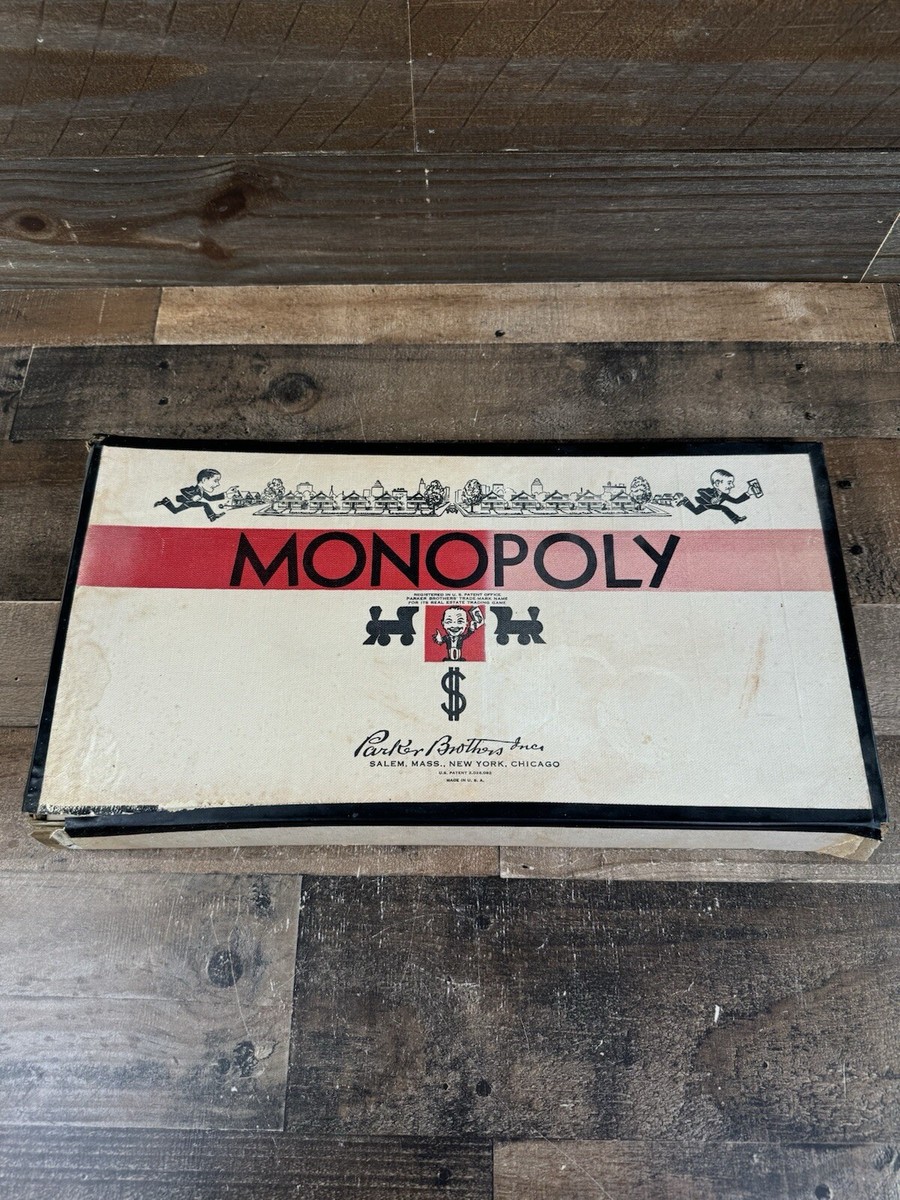 MONOPOLY
REGISTERED IN U. S. PATENT OFFICE
PARKER BROTHERS' TRADE-MARK NAME
FOR ITS REAL ESTATE TRADING GAME
$
Parker Brothers Inc.
SALEM, MASS., NEW YORK, CHICAGO
U.S. PATENT
MADE IN U. S. A.